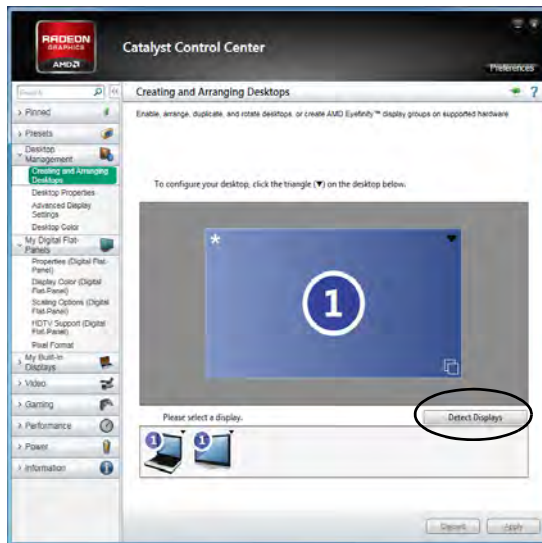 RADEON
GRAPHICS
AMD
Catalyst Control Center
Preferences
Search
Creating and Arranging Desktops
?
Enable, arrange, duplicate, and rotate desktops, or create AMD Eyefinity™ display groups on supported hardware
Pinned
Presets
Desktop
Management
Creating and Arranging
Desktops
Desktop Properties
Advanced Display
Settings
Desktop Color
My Digital Flat-
Panels
Properties (Digital Flat-
Panel)
Display Color (Digital
Flat-Panel)
Scaling Options (Digital
Flat-Panel)
HDTV Support (Digital
Flat-Panel)
Pixel Format
My Built-in
Displays
Video
Gaming
Performance
Power
Information
To configure your desktop, click the triangle (▼) on the desktop below.
1
Please select a display.
Detect Displays
1
1
Discard
Apply